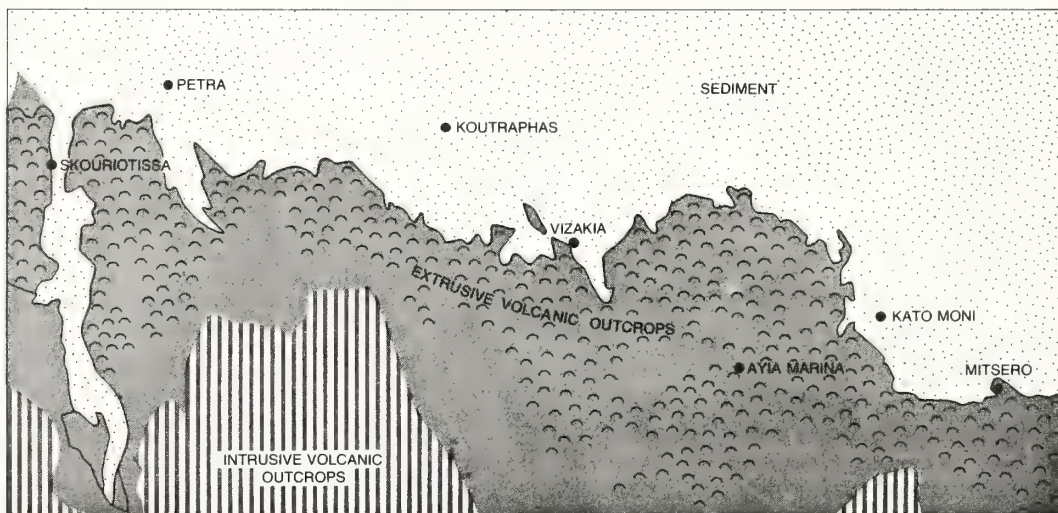 PETRA
SEDIMENT
KOUTRAPHAS
SKOURIOTISSA
VIZAKIA
EXTRUSIVE VOLCANIC OUTCROPS
KATO MONI
AYIA MARINA
MITSERO
INTRUSIVE VOLCANIC
OUTCROPS